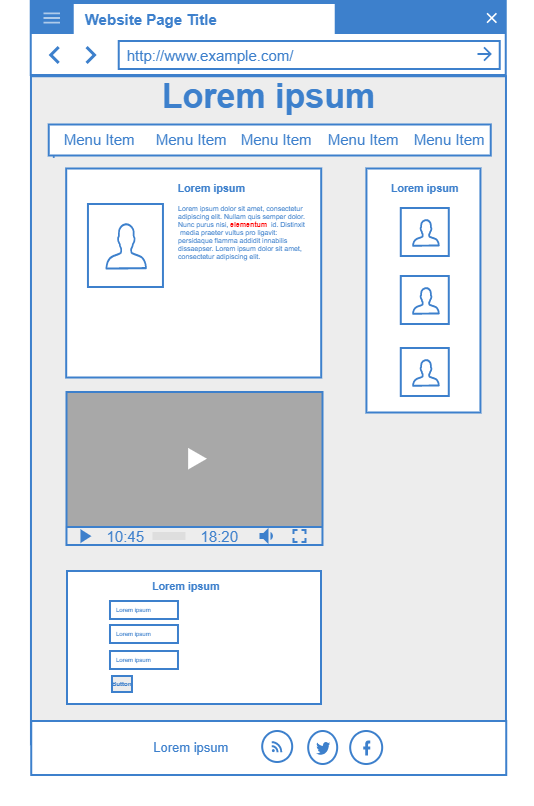 Website Page Title
http://www.example.com/
Lorem ipsum
Menu Item Menu Item Menu Item Menu Item Menu Item
Lorem ipsum
Lorem ipsum dolor sit amet, consectetur
adipiscing elit. Nullam quis semper dolor.
Nunc purus nisi, elementum id. Distinxit
media praeter vultus pro ligavit:
persidaque flamma addidit innabilis
dissaepser. Lorem ipsum dolor sit amet,
consectetur adipiscing elit.
Lorem ipsum
10:45 18:20
Lorem ipsum
Lorem ipsum
Lorem ipsum
Lorem ipsum
Button
Lorem ipsum